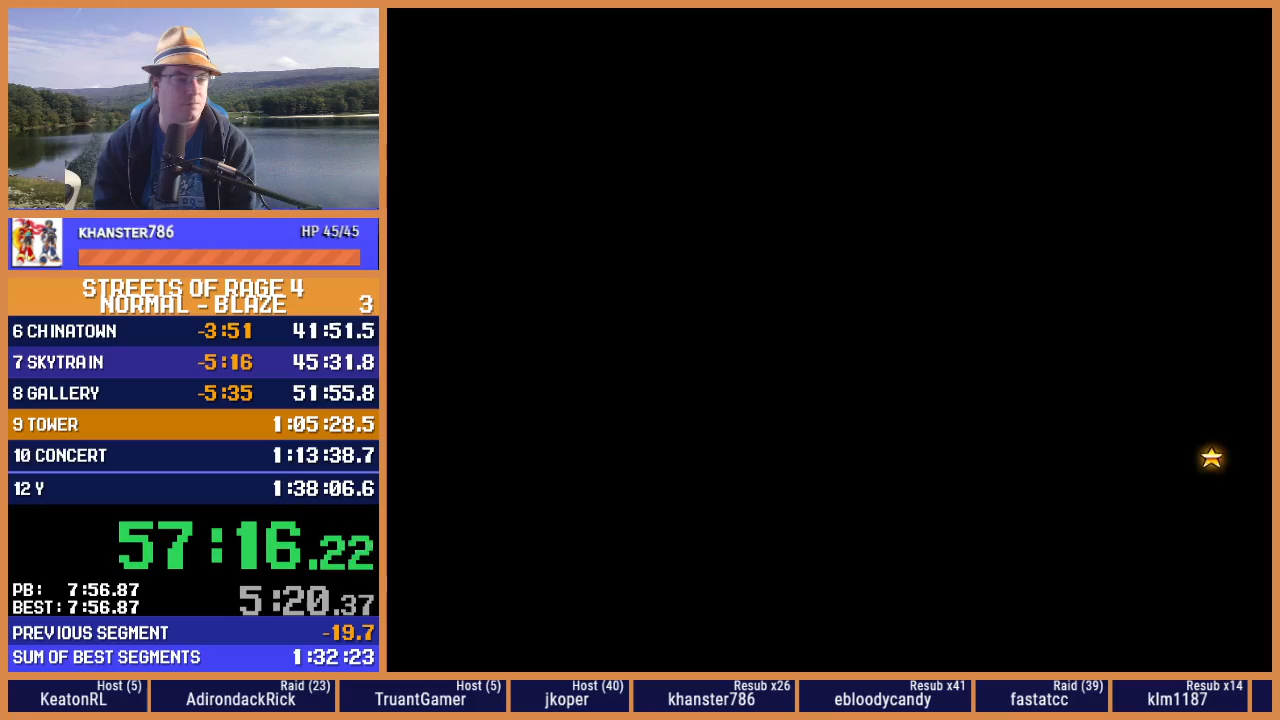 KHANSTER786 HP 45/45
STREETS OF RAGE 4
NORMAL - BLAZE 3
6 CHINATOWN -3:51 41:51.5
7 SKYTRAIN -5:16 45:31.8
8 GALLERY -5:35 51:55.8
9 TOWER 1:05:28.5
10 CONCERT 1:13:38.7
12 Y 1:38:06.6
57:16.22
PB: 7:56.87
BEST: 7:56.87
5:20.37
PREVIOUS SEGMENT -19.7
SUM OF BEST SEGMENTS 1:32:23
Host (5) Raid (23) Host (5) Host (40) Resub x26 Resub x41 Raid (39) Resub x14
KeatonRL AdirondackRick TruantGamer jkoper khanster786 ebloodycandy fastatcc klm1187